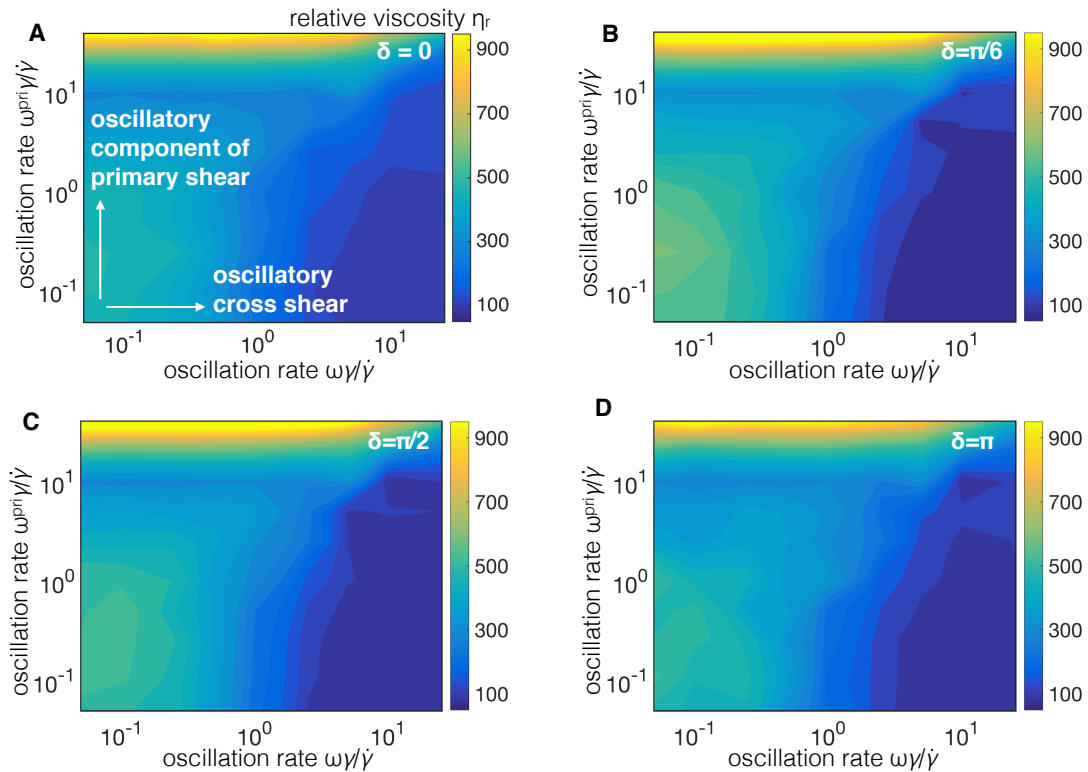 relative viscosity ηr
A
δ = 0
oscillation rate ωᵖʳⁱγ/γ̇
10¹
10⁰
10⁻¹
oscillatory
component of
primary shear
oscillatory
cross shear
10⁻¹
10⁰
10¹
oscillation rate ωγ/γ̇
900
700
500
300
100
B
δ=π/6
oscillation rate ωᵖʳⁱγ/γ̇
10¹
10⁰
10⁻¹
10⁻¹
10⁰
10¹
oscillation rate ωγ/γ̇
900
700
500
300
100
C
δ=π/2
oscillation rate ωᵖʳⁱγ/γ̇
10¹
10⁰
10⁻¹
10⁻¹
10⁰
10¹
oscillation rate ωγ/γ̇
900
700
500
300
100
D
δ=π
oscillation rate ωᵖʳⁱγ/γ̇
10¹
10⁰
10⁻¹
10⁻¹
10⁰
10¹
oscillation rate ωγ/γ̇
900
700
500
300
100